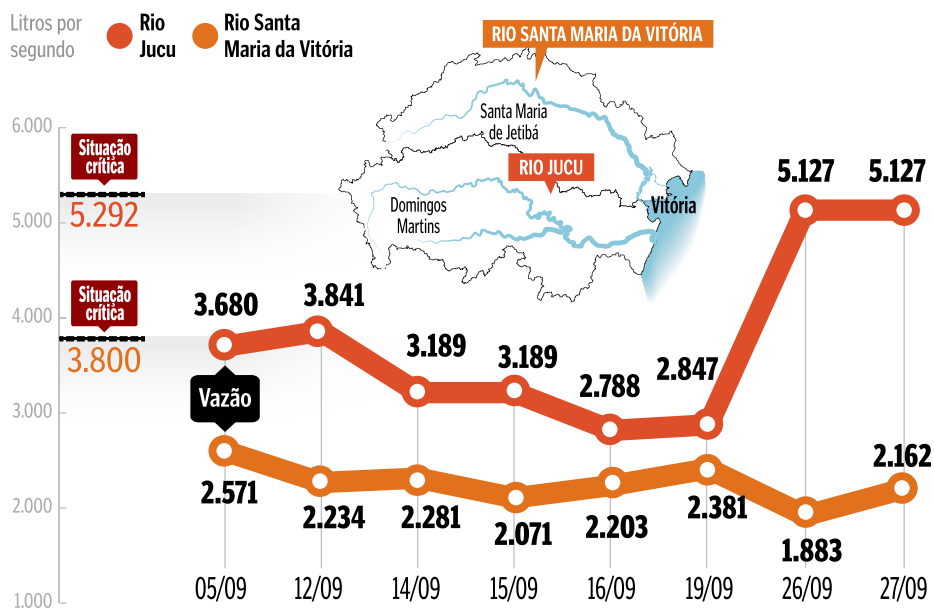 Litros por
segundo
Rio
Jucu
Rio Santa
Maria da Vitória
RIO SANTA MARIA DA VITÓRIA
Santa Maria
de Jetibá
RIO JUCU
Domingos
Martins
Vitória
6.000
Situação
crítica
5.292
5.000
Situação
crítica
4.000
3.800
3.000
2.000
1.000
3.680
3.841
3.189
3.189
2.788
2.847
5.127
5.127
Vazão
2.571
2.234
2.281
2.071
2.203
2.381
1.883
2.162
05/09
12/09
14/09
15/09
16/09
19/09
26/09
27/09